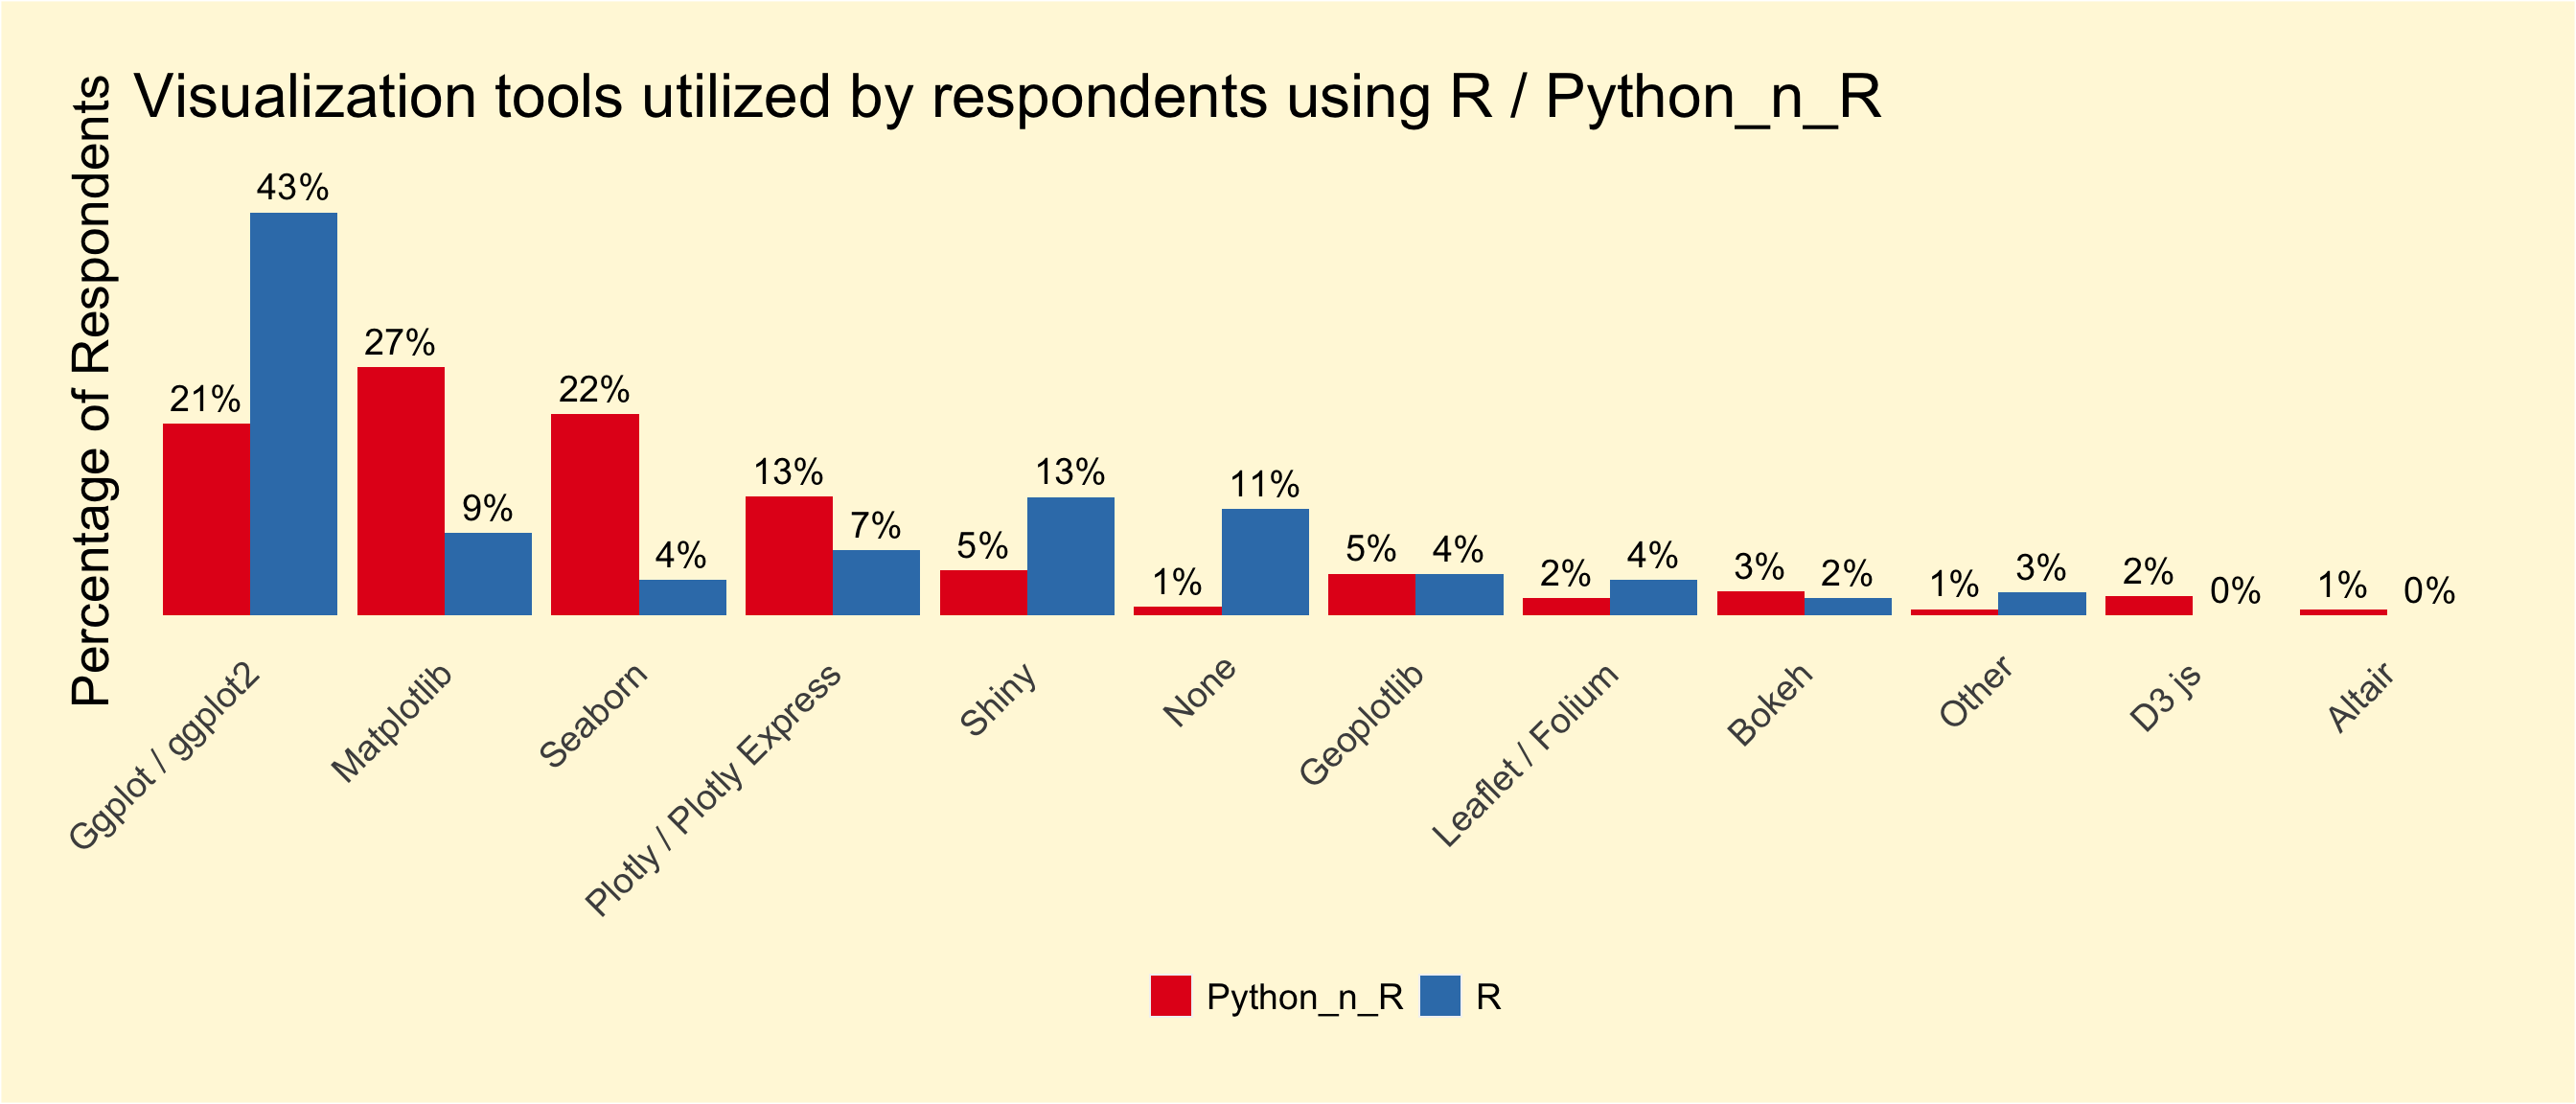 Visualization tools utilized by respondents using R / Python_n_R
Percentage of Respondents
43%
27%
21%
22%
13%
13%
11%
9%
7%
4%
5%
1%
5%
4%
2%
4%
3%
2%
1%
3%
2%
0%
1%
0%
Ggplot / ggplot2
Matplotlib
Seaborn
Plotly / Plotly Express
Shiny
None
Geoplotlib
Leaflet / Folium
Bokeh
Other
D3 js
Altair
Python_n_R
R